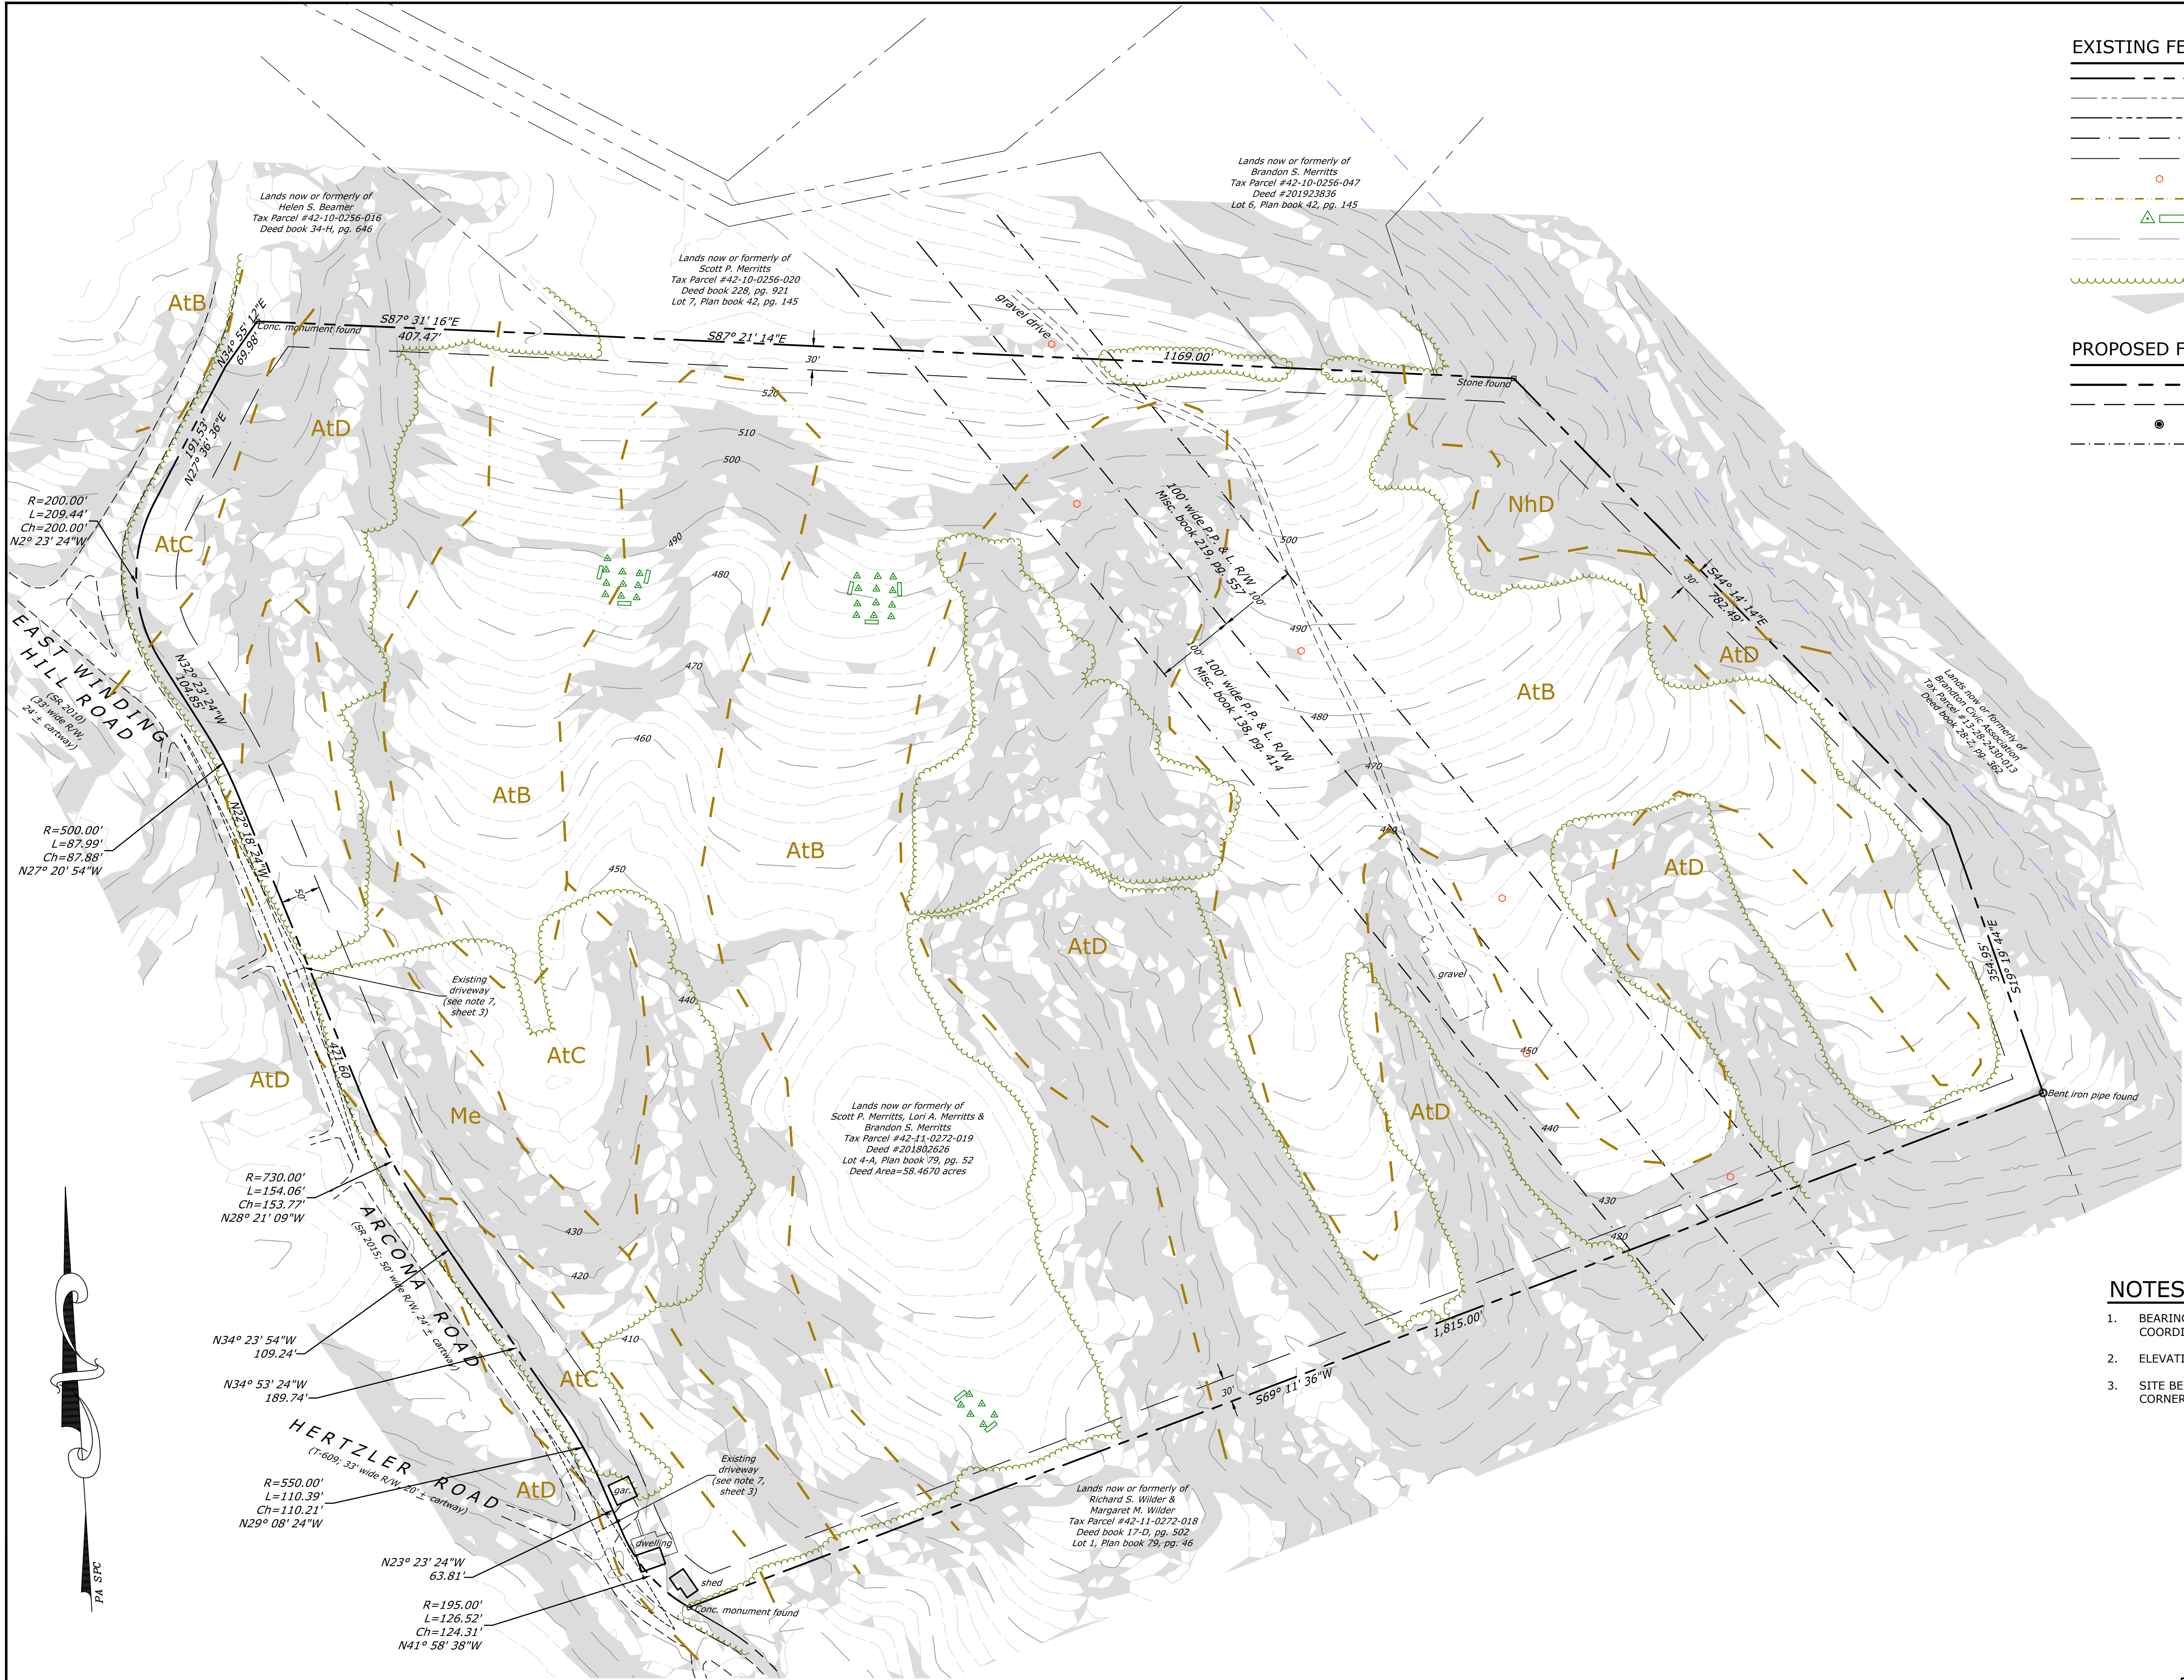 EXISTING FE
PROPOSED F
Lands now or formerly of
Helen S. Beamer
Tax Parcel #42-10-0256-016
Deed book 34-H, pg. 646
Lands now or formerly of
Scott P. Merritts
Tax Parcel #42-10-0256-020
Deed book 228, pg. 921
Lot 7, Plan book 42, pg. 145
Lands now or formerly of
Brandon S. Merritts
Tax Parcel #42-10-0256-047
Deed #201923836
Lot 6, Plan book 42, pg. 145
AtB
N34° 55' 12"E
69.98'
Conc. monument found
S87° 31' 16"E
407.47'
S87° 21' 14"E
30'
1169.00'
gravel drive
Stone found
520
510
500
490
480
470
460
450
440
430
420
410
AtD
191.53'
N27° 36' 36"E
R=200.00'
L=209.44'
Ch=200.00'
N2° 23' 24"W
AtC
100' wide P.P. & L. R/W
Misc. book 219, pg. 557
100'
100'
100' wide P.P. & L. R/W
Misc. book 138, pg. 414
500
490
480
470
460
450
440
430
420
NhD
S44° 14' 14"E
782.49'
30'
AtD
AtB
Lands now or formerly of
Brandton Civic Association
Tax Parcel #13-28-2430-013
Deed book 28-Z, pg. 362
EAST WINDING
HILL ROAD
(SR 2010)
(33' wide R/W,
24' ± cartway)
N32° 23' 24"W
104.85'
R=500.00'
L=87.99'
Ch=87.88'
N27° 20' 54"W
N22° 18' 24"W
50'
AtB
AtB
AtD
AtD
gravel
354.95'
S19° 19' 44"E
Existing
driveway
(see note 7,
sheet 3)
421.60
AtC
AtD
Me
AtD
Bent iron pipe found
Lands now or formerly of
Scott P. Merritts, Lori A. Merritts &
Brandon S. Merritts
Tax Parcel #42-11-0272-019
Deed #201802626
Lot 4-A, Plan book 79, pg. 52
Deed Area=58.4670 acres
R=730.00'
L=154.06'
Ch=153.77'
N28° 21' 09"W
ARCONA ROAD
(SR 2015; 50' wide R/W, 24' ± cartway)
N34° 23' 54"W
109.24'
N34° 53' 24"W
189.74'
AtC
1,815.00'
S69° 11' 36"W
30'
HERTZLER ROAD
(T-609; 33' wide R/W, 20' ± cartway)
AtD
R=550.00'
L=110.39'
Ch=110.21'
N29° 08' 24"W
gar.
Existing
driveway
(see note 7,
sheet 3)
dwelling
shed
Conc. monument found
N23° 23' 24"W
63.81'
R=195.00'
L=126.52'
Ch=124.31'
N41° 58' 38"W
Lands now or formerly of
Richard S. Wilder &
Margaret M. Wilder
Tax Parcel #42-11-0272-018
Deed book 17-D, pg. 502
Lot 1, Plan book 79, pg. 46
PA SPC
NOTES
1. BEARING
COORDI
2. ELEVATI
3. SITE BE
CORNER